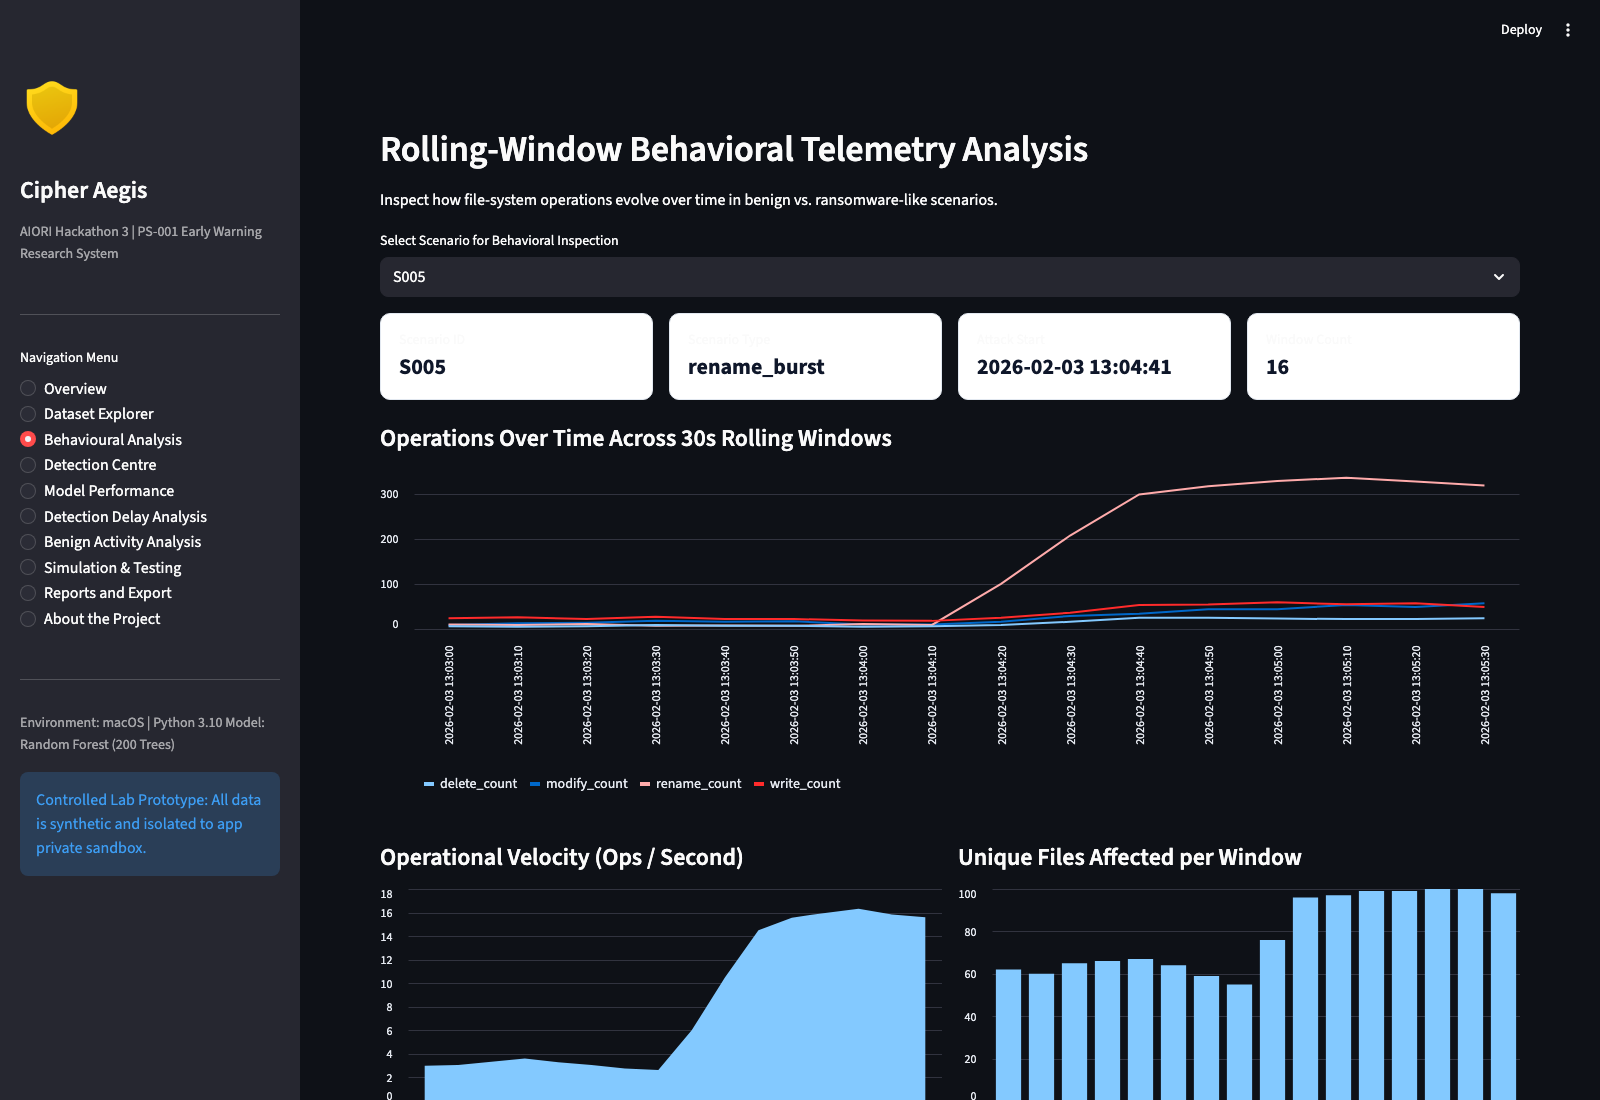 Deploy
Cipher Aegis
AIORI Hackathon 3 | PS-001 Early Warning
Research System
Navigation Menu
Overview
Dataset Explorer
Behavioural Analysis
Detection Centre
Model Performance
Detection Delay Analysis
Benign Activity Analysis
Simulation & Testing
Reports and Export
About the Project
Environment: macOS | Python 3.10 Model:
Random Forest (200 Trees)
Controlled Lab Prototype: All data
is synthetic and isolated to app
private sandbox.
Rolling-Window Behavioral Telemetry Analysis
Inspect how file-system operations evolve over time in benign vs. ransomware-like scenarios.
Select Scenario for Behavioral Inspection
S005
Scenario ID
S005
Scenario Type
rename_burst
Attack Start
2026-02-03 13:04:41
Window Count
16
Operations Over Time Across 30s Rolling Windows
300
200
100
0
2026-02-03 13:03:00
2026-02-03 13:03:10
2026-02-03 13:03:20
2026-02-03 13:03:30
2026-02-03 13:03:40
2026-02-03 13:03:50
2026-02-03 13:04:00
2026-02-03 13:04:10
2026-02-03 13:04:20
2026-02-03 13:04:30
2026-02-03 13:04:40
2026-02-03 13:04:50
2026-02-03 13:05:00
2026-02-03 13:05:10
2026-02-03 13:05:20
2026-02-03 13:05:30
delete_count modify_count rename_count write_count
Operational Velocity (Ops / Second)
18
16
14
12
10
8
6
4
2
0
Unique Files Affected per Window
100
80
60
40
20
0